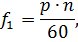 f₁ = p · n / 60,